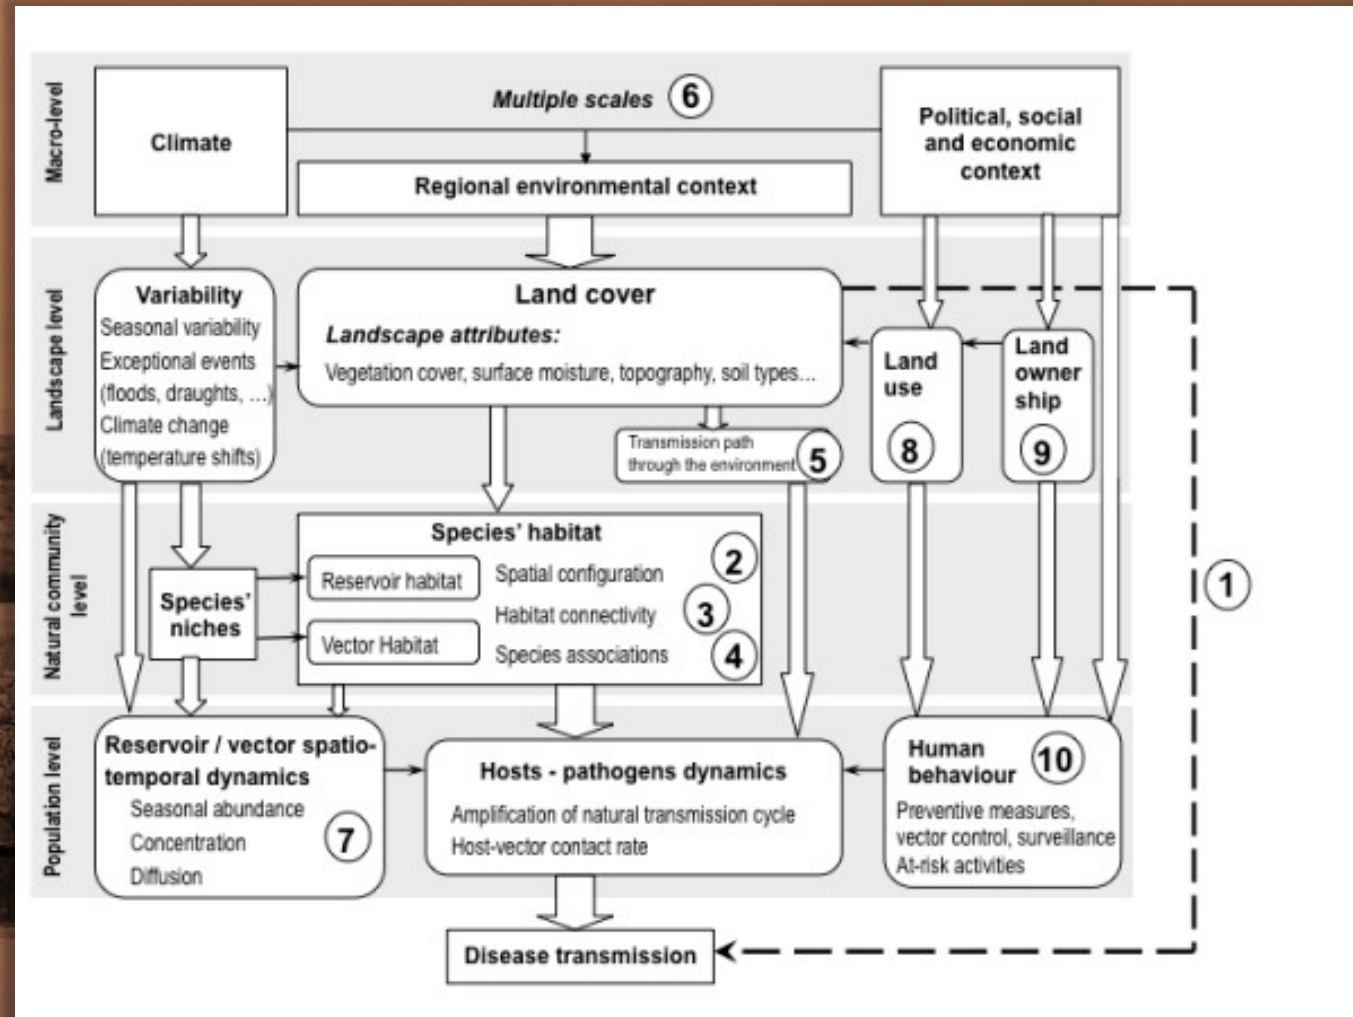 Macro-level
Climate
Multiple scales 6
Regional environmental context
Political, social
and economic
context
Landscape level
Variability
Seasonal variability
Exceptional events
(floods, draughts, ...)
Climate change
(temperature shifts)
Land cover
Landscape attributes:
Vegetation cover, surface moisture, topography, soil types...
Transmission path
through the environment
5
Land
use
8
Land
owner
ship
9
1
Natural community
level
Species'
niches
Species' habitat
Reservoir habitat
Vector Habitat
Spatial configuration
2
Habitat connectivity
3
Species associations
4
Population level
Reservoir / vector spatio-
temporal dynamics
Seasonal abundance
Concentration
Diffusion
7
Hosts - pathogens dynamics
Amplification of natural transmission cycle
Host-vector contact rate
Human
behaviour
10
Preventive measures,
vector control, surveillance
At-risk activities
Disease transmission